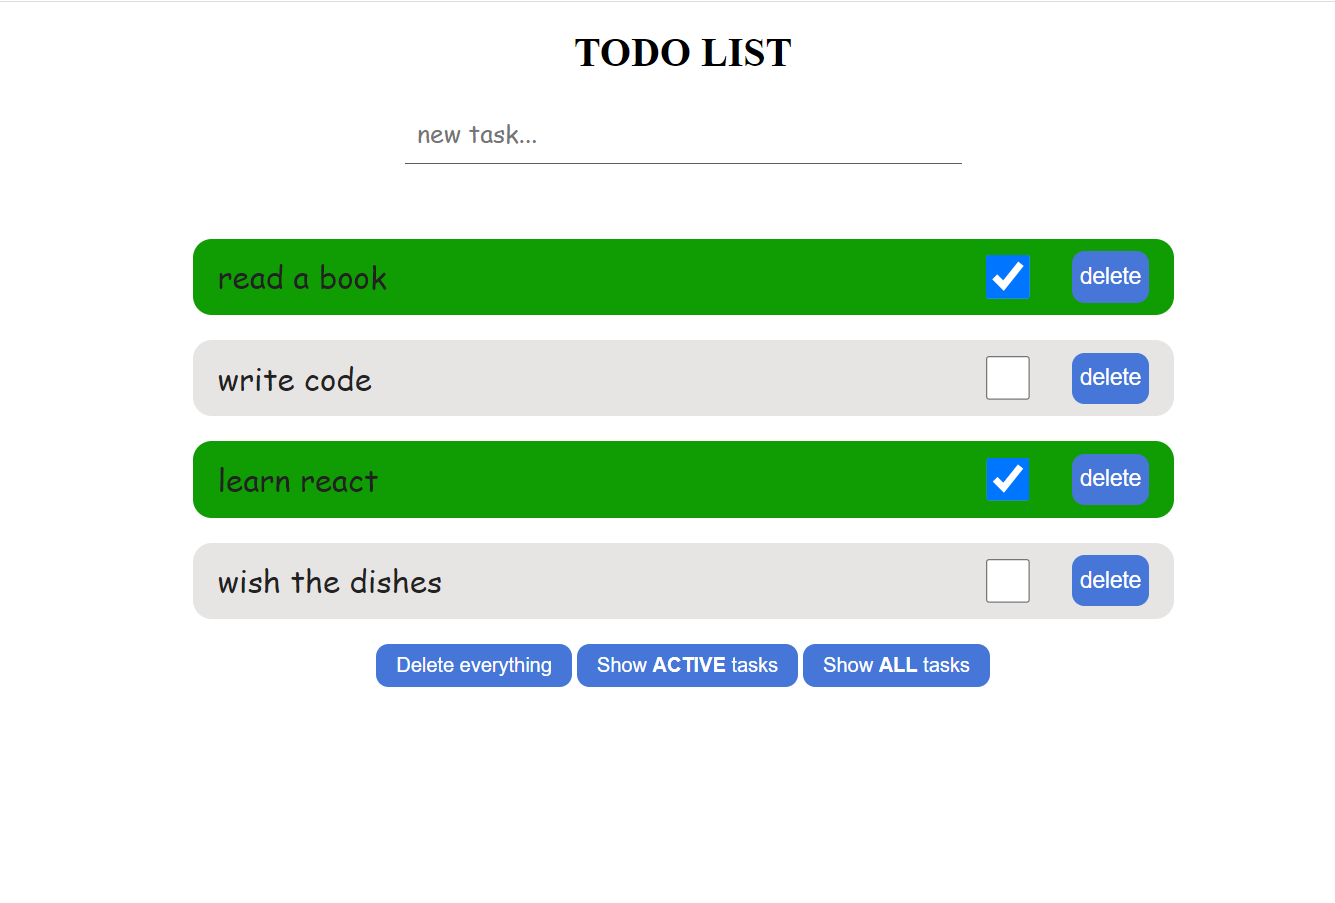 TODO LIST
new task...
read a book delete
write code delete
learn react delete
wish the dishes delete
Delete everything Show ACTIVE tasks Show ALL tasks